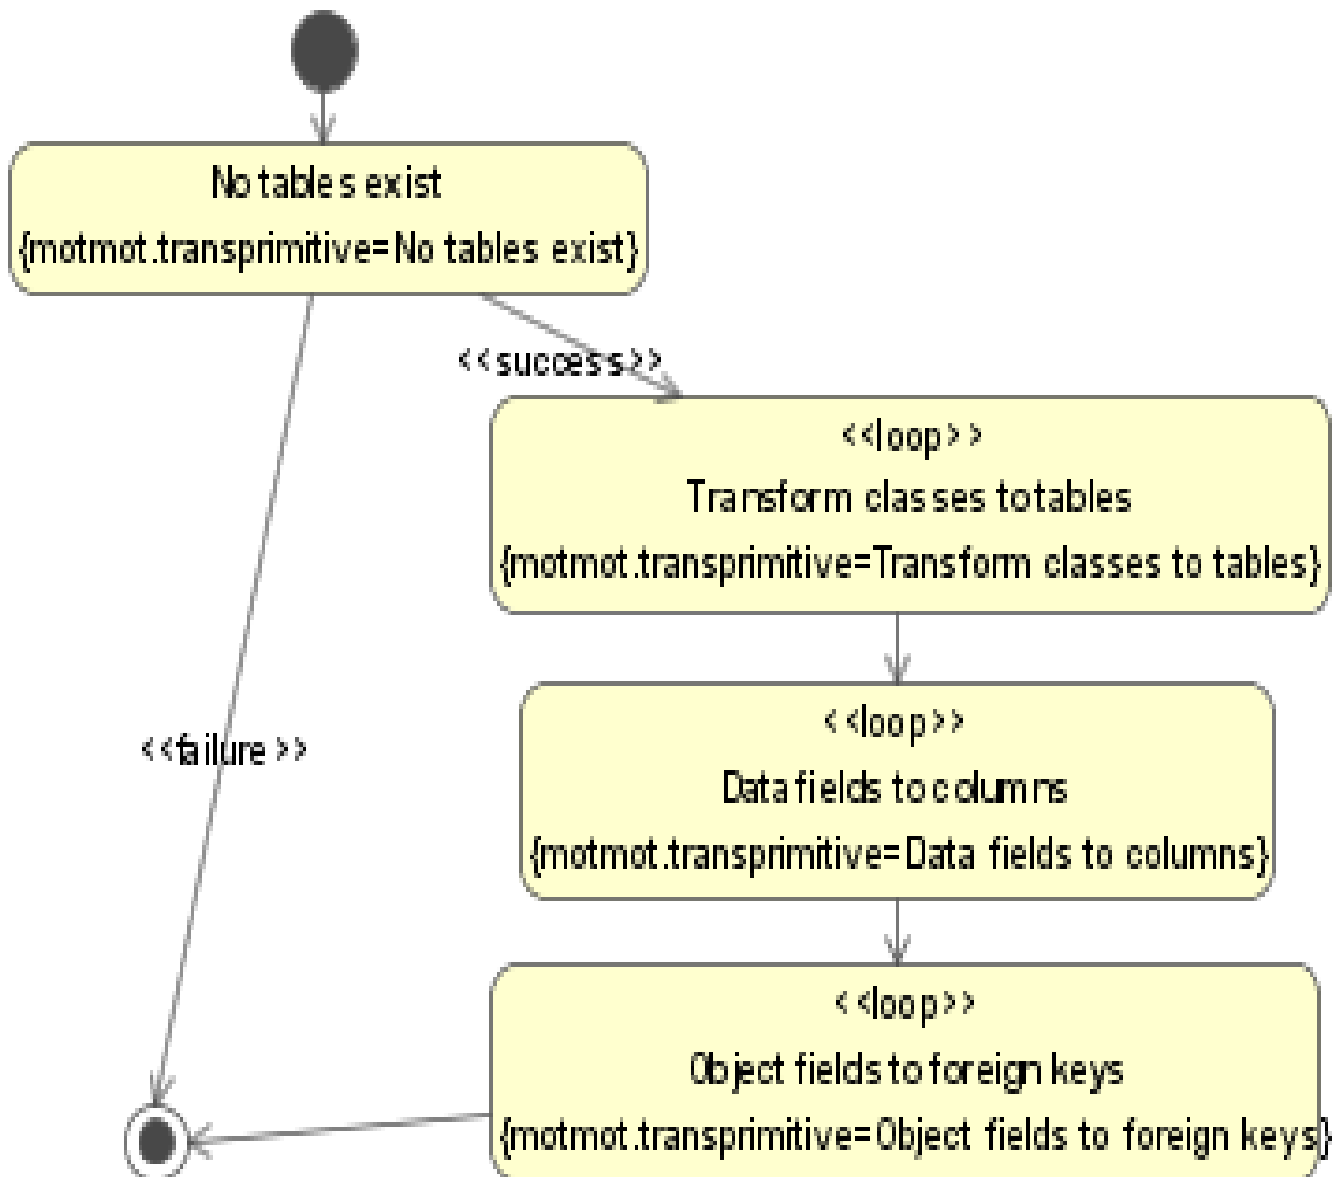 No tables exist
{motmot.transprimitive=No tables exist}
<<success>>
<<loop>>
Transform classes to tables
{motmot.transprimitive=Transform classes to tables}
<<loop>>
<<failure>>
Data fields to columns
{motmot.transprimitive=Data fields to columns}
<<loop>>
Object fields to foreign keys
{motmot.transprimitive=Object fields to foreign keys}